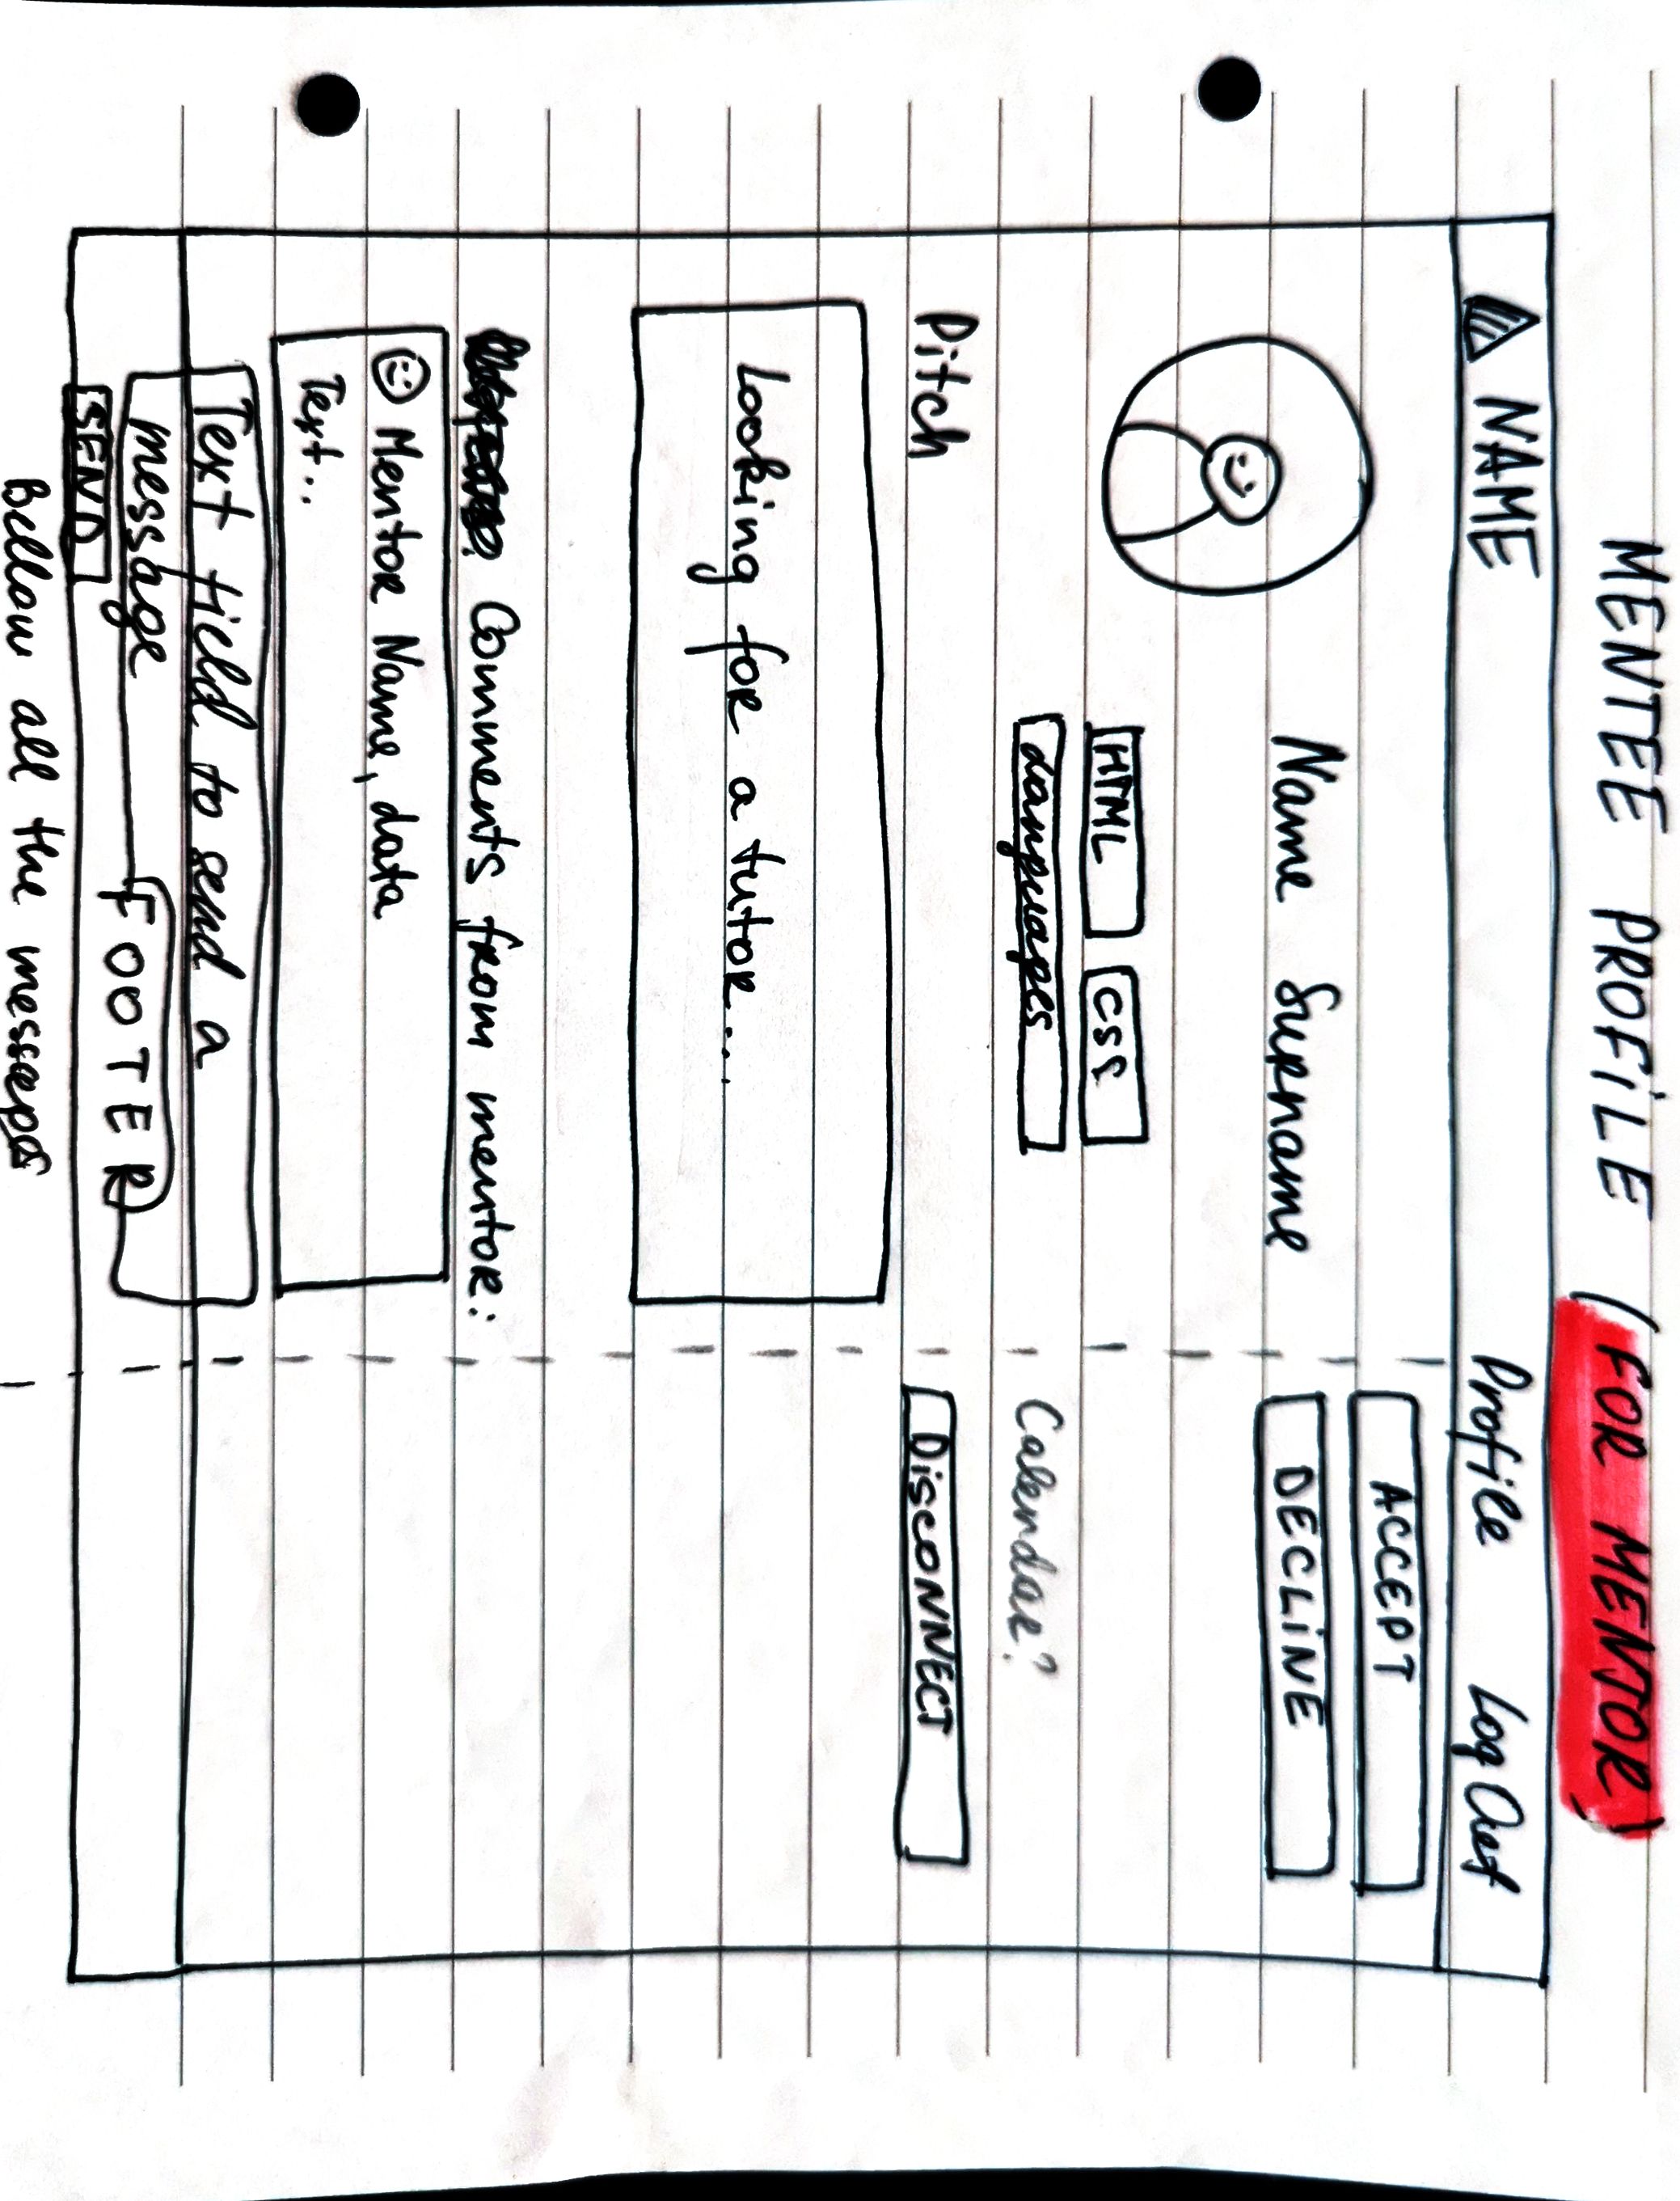 MENTEE PROFILE (FOR MENTOR)
NAME Profile Log Out
ACCEPT
Name Surname DECLINE
HTML CSS
Languages Calendar?
Pitch DISCONNECT
Looking for a tutor...
Comments from mentor:
Mentor Name, data
Text...
Text field to send a
message FOOTER
SEND
Bellow all the messages